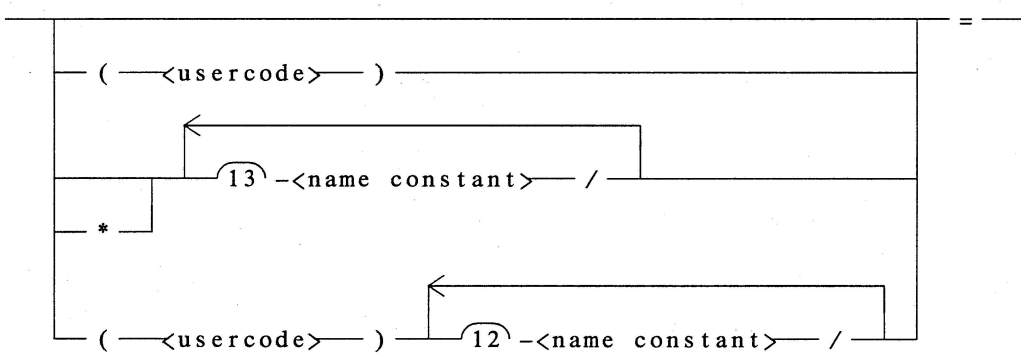 =
( <usercode> )
13 -<name constant> /
*
( <usercode> ) 12 -<name constant> /